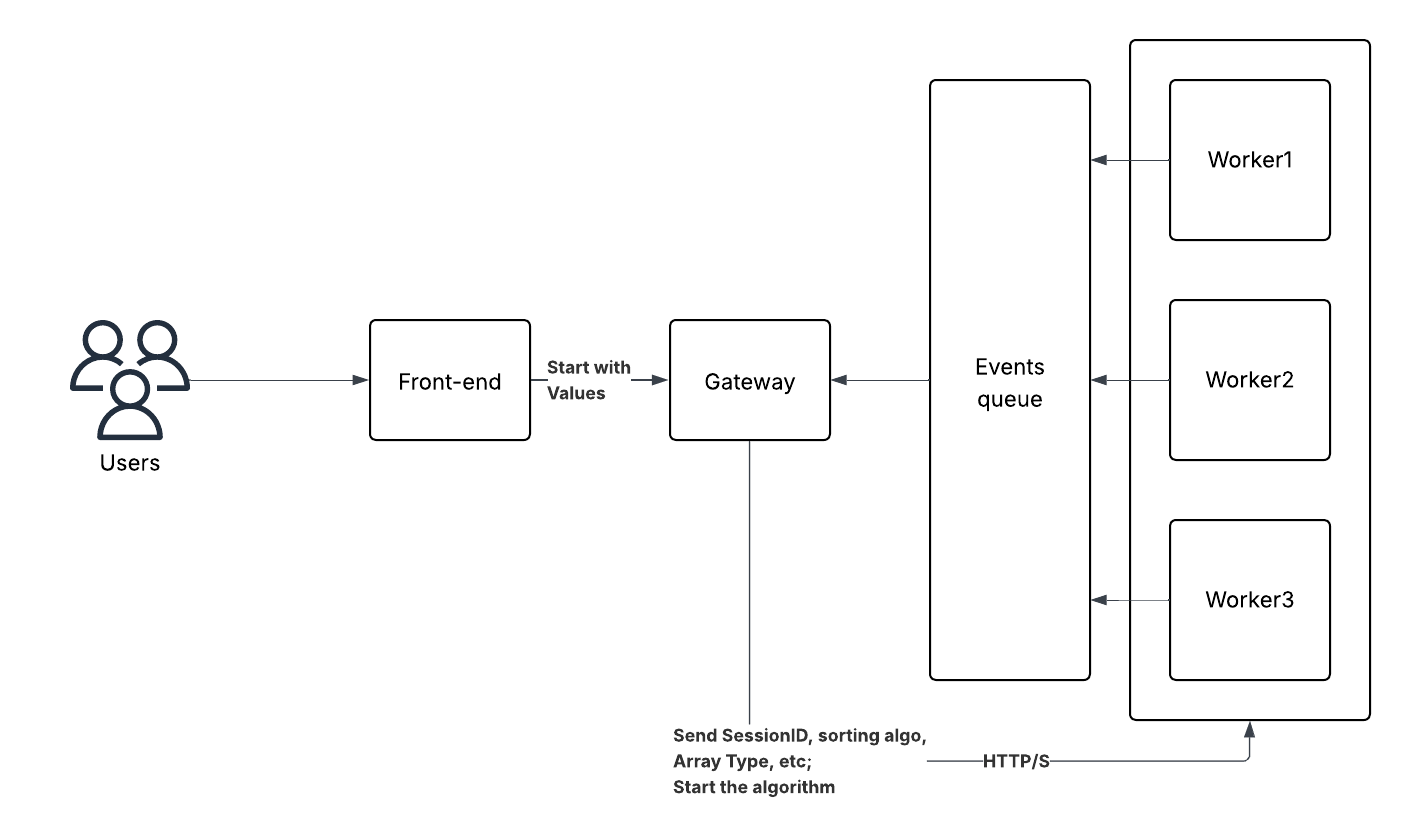 Users
Front-end
Start with
Values
Gateway
Events
queue
Worker1
Worker2
Worker3
Send SessionID, sorting algo,
Array Type, etc;
Start the algorithm
HTTP/S